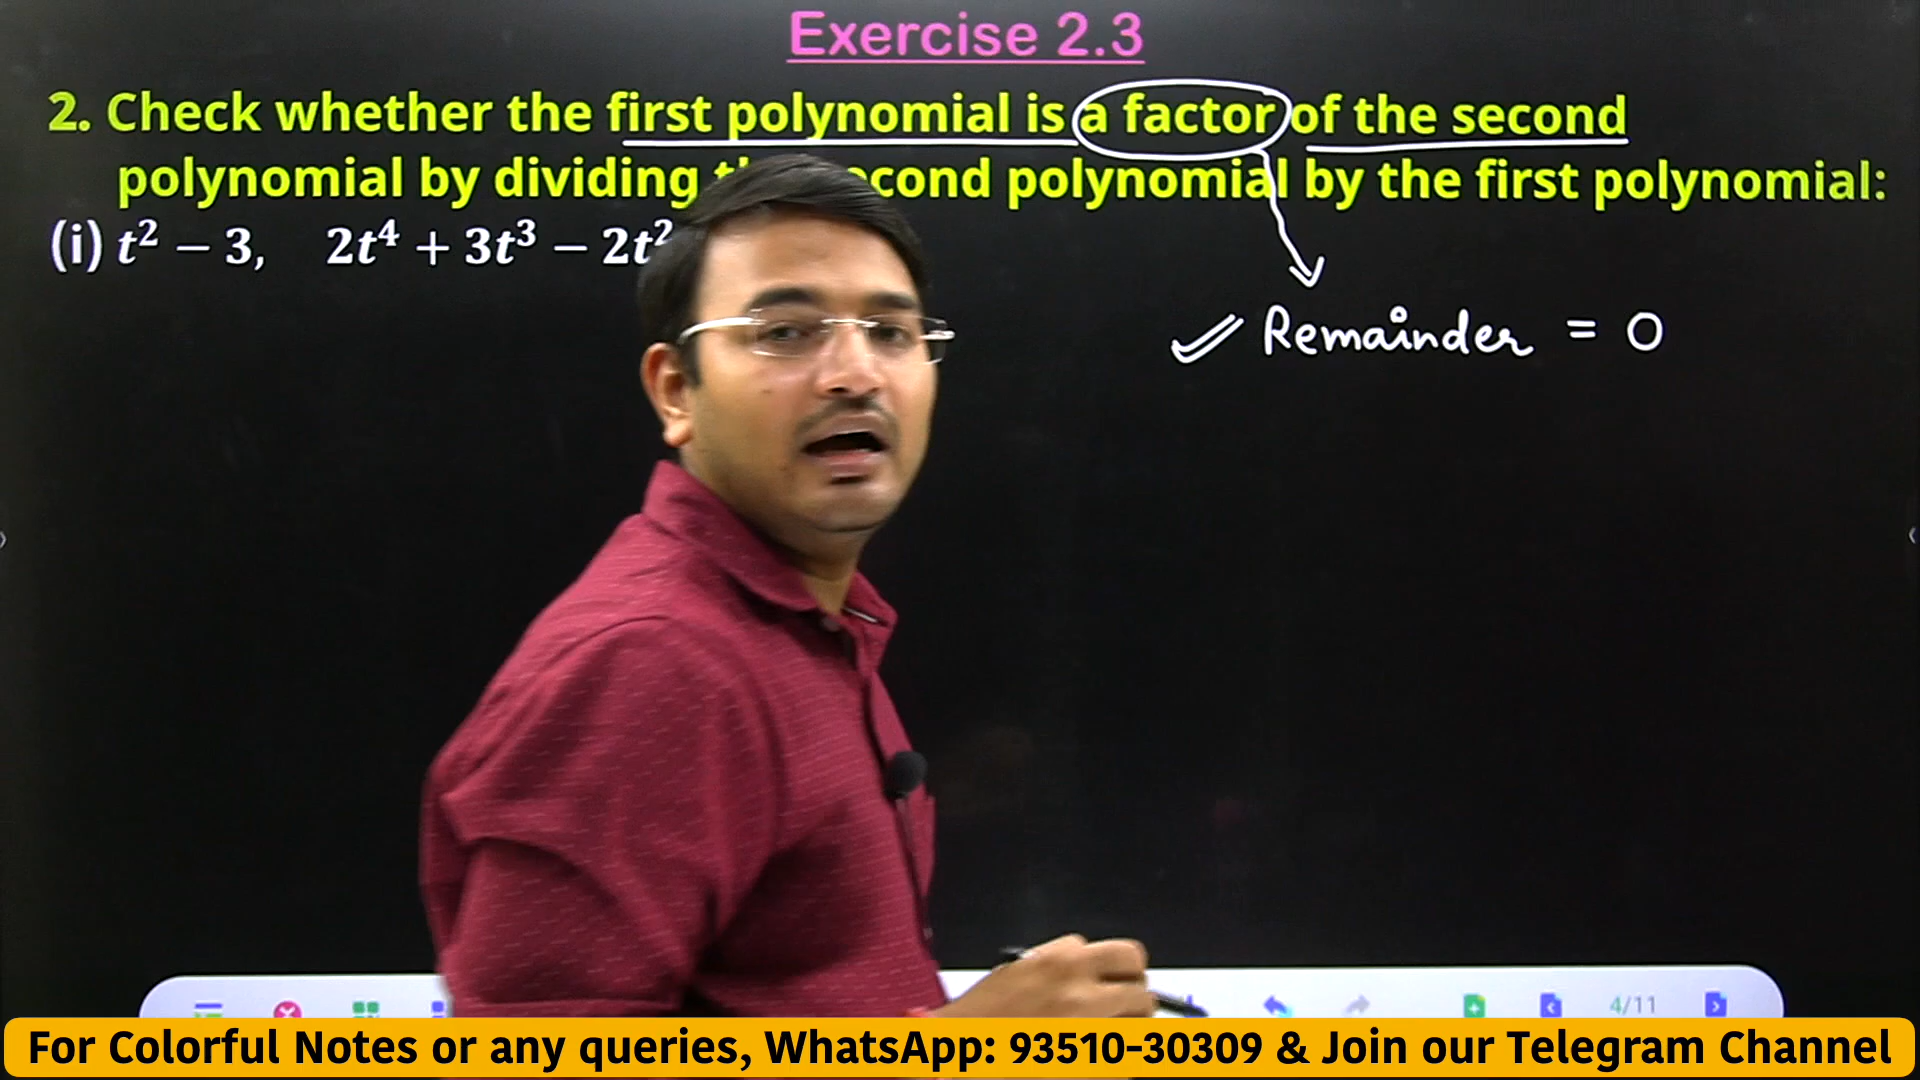 Exercise 2.3
2. Check whether the first polynomial is a factor of the second
polynomial by dividing cond polynomial by the first polynomial:
(i) t² − 3, 2t⁴ + 3t³ − 2t²
Remainder = 0
4/11
For Colorful Notes or any queries, WhatsApp: 93510-30309 & Join our Telegram Channel